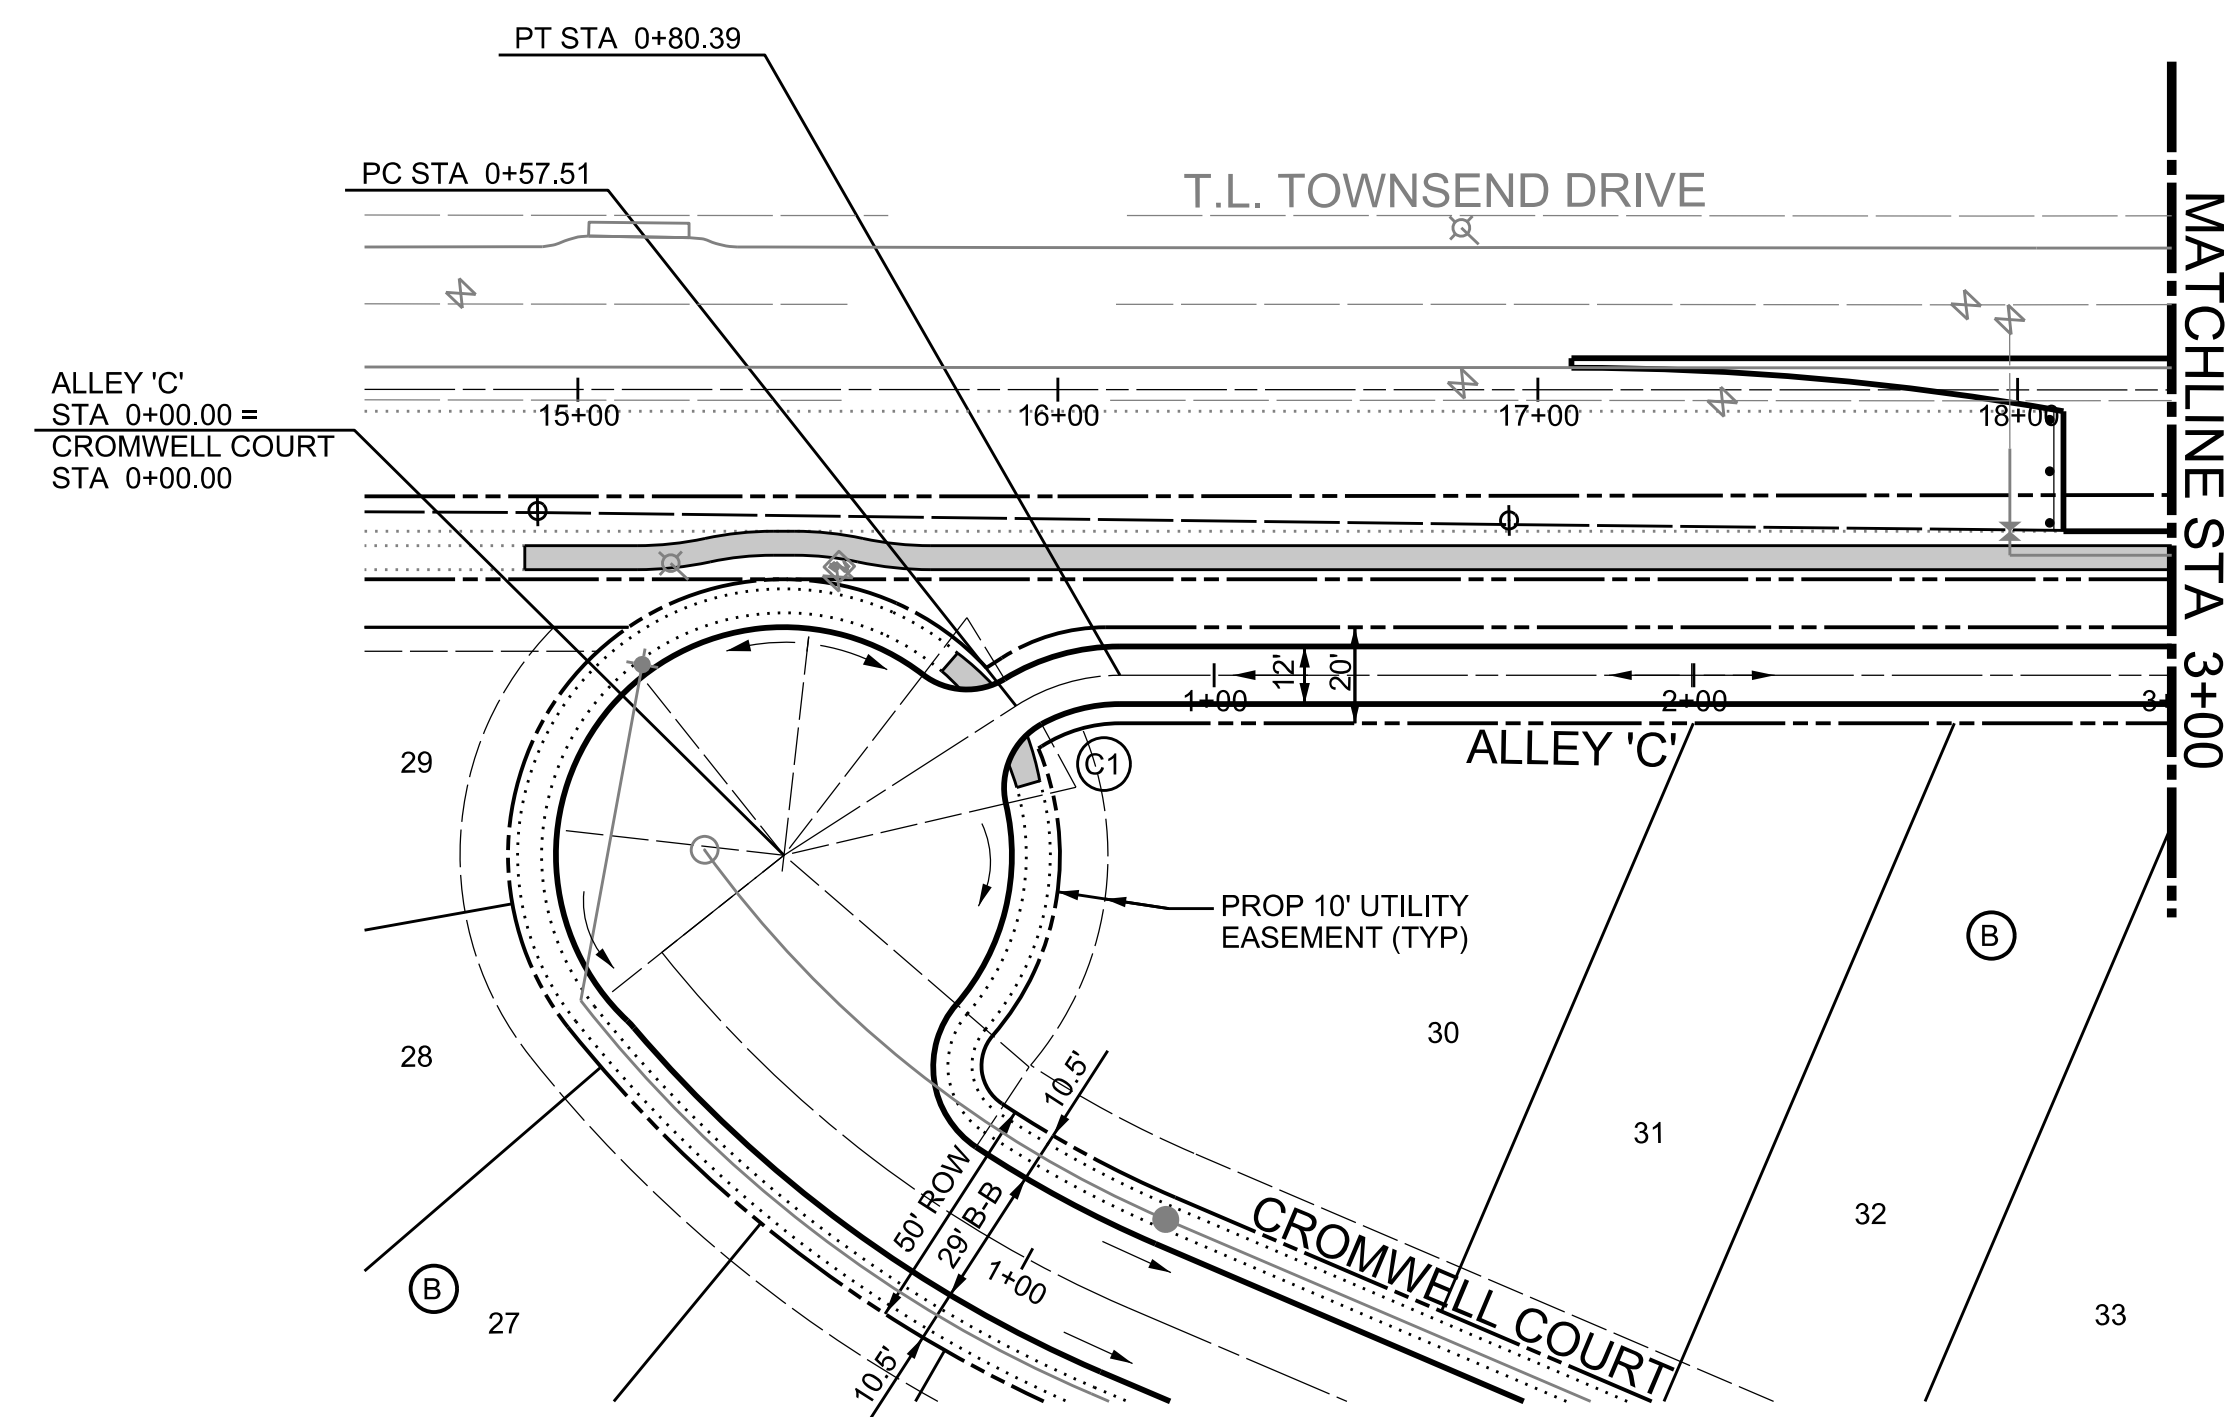 PT STA 0+80.39
PC STA 0+57.51
T.L. TOWNSEND DRIVE
MATCHLINE STA 3+00
ALLEY 'C'
STA 0+00.00 =
CROMWELL COURT
STA 0+00.00
15+00
16+00
17+00
18+00
12'
20'
1+00
2+00
3+
ALLEY 'C'
C1
29
PROP 10' UTILITY
EASEMENT (TYP)
B
30
28
10.5'
31
50' ROW
29' B-B
1+00
CROMWELL COURT
32
B
27
33
10.5'